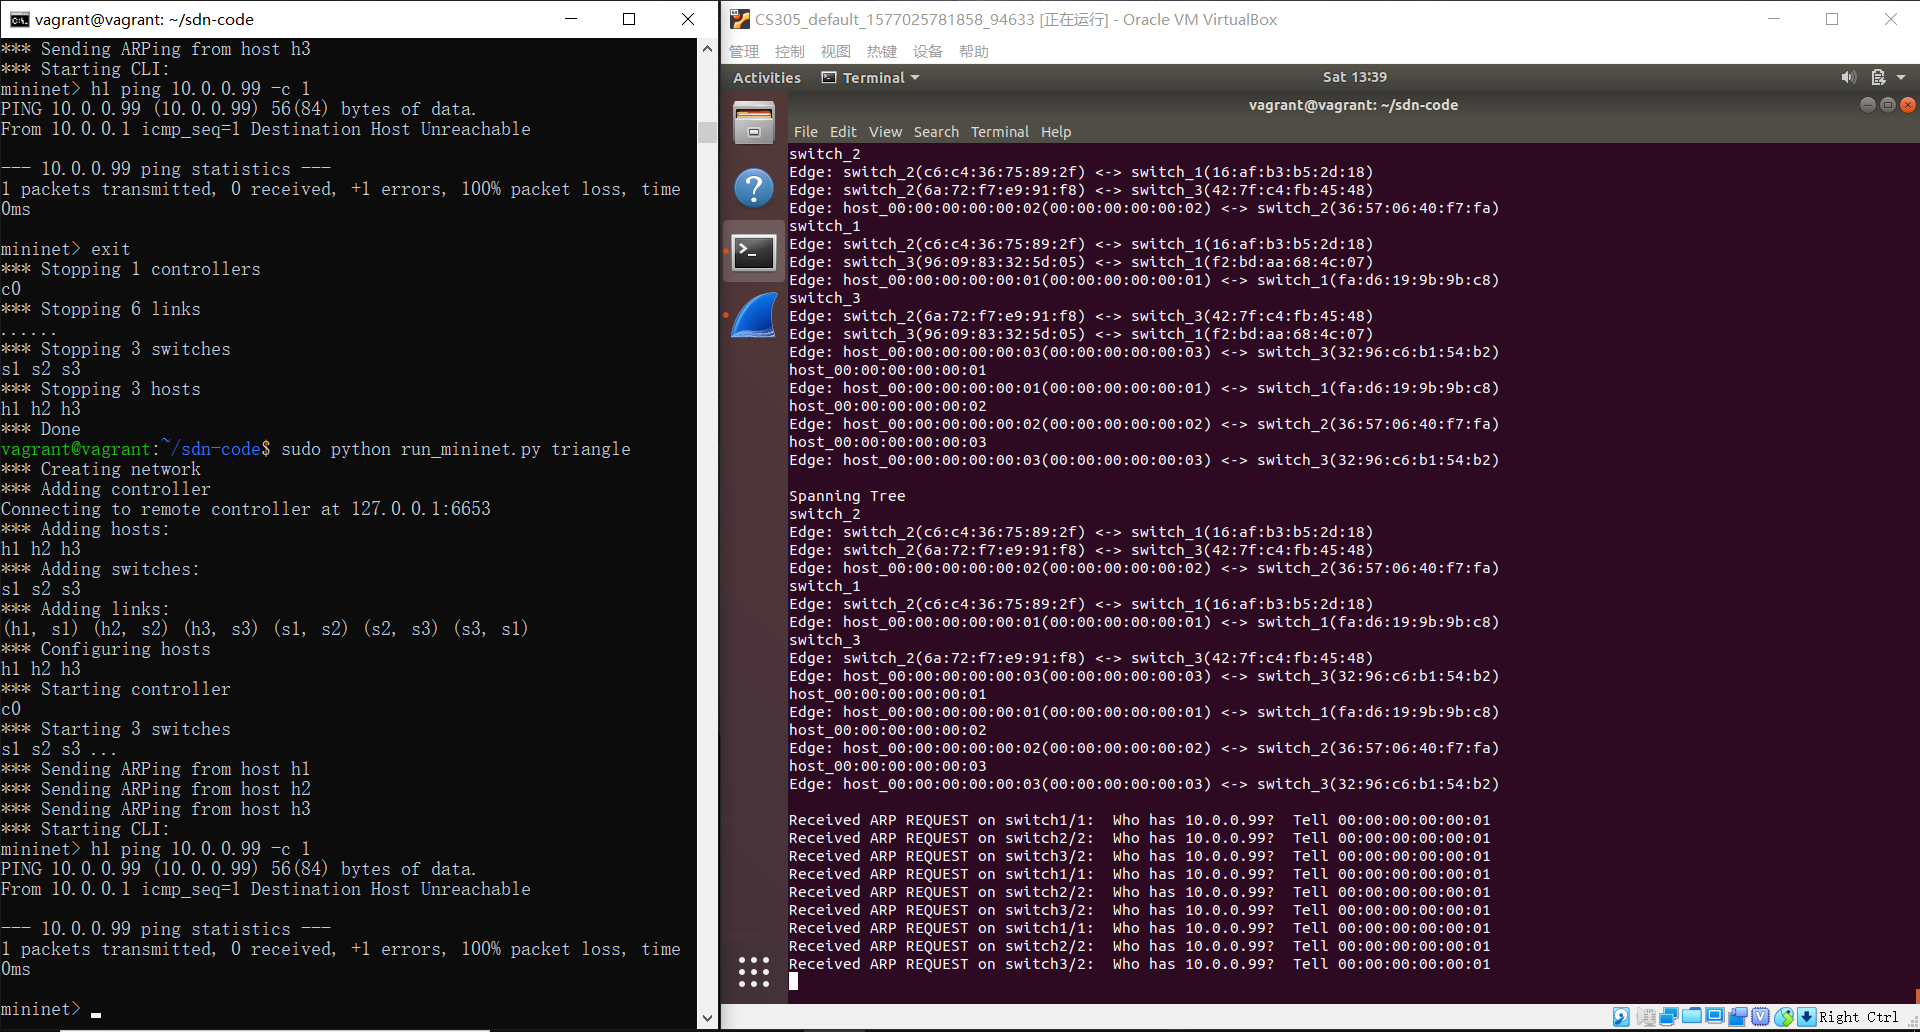 vagrant@vagrant: ~/sdn-code
*** Sending ARPing from host h3
*** Starting CLI:
mininet> h1 ping 10.0.0.99 -c 1
PING 10.0.0.99 (10.0.0.99) 56(84) bytes of data.
From 10.0.0.1 icmp_seq=1 Destination Host Unreachable
--- 10.0.0.99 ping statistics ---
1 packets transmitted, 0 received, +1 errors, 100% packet loss, time
0ms
mininet> exit
*** Stopping 1 controllers
c0
*** Stopping 6 links
......
*** Stopping 3 switches
s1 s2 s3
*** Stopping 3 hosts
h1 h2 h3
*** Done
vagrant@vagrant:~/sdn-code$ sudo python run_mininet.py triangle
*** Creating network
*** Adding controller
Connecting to remote controller at 127.0.0.1:6653
*** Adding hosts:
h1 h2 h3
*** Adding switches:
s1 s2 s3
*** Adding links:
(h1, s1) (h2, s2) (h3, s3) (s1, s2) (s2, s3) (s3, s1)
*** Configuring hosts
h1 h2 h3
*** Starting controller
c0
*** Starting 3 switches
s1 s2 s3 ...
*** Sending ARPing from host h1
*** Sending ARPing from host h2
*** Sending ARPing from host h3
*** Starting CLI:
mininet> h1 ping 10.0.0.99 -c 1
PING 10.0.0.99 (10.0.0.99) 56(84) bytes of data.
From 10.0.0.1 icmp_seq=1 Destination Host Unreachable
--- 10.0.0.99 ping statistics ---
1 packets transmitted, 0 received, +1 errors, 100% packet loss, time
0ms
mininet>
CS305_default_1577025781858_94633 [正在运行] - Oracle VM VirtualBox
管理 控制 视图 热键 设备 帮助
Activities Terminal Sat 13:39
vagrant@vagrant: ~/sdn-code
File Edit View Search Terminal Help
switch_2
Edge: switch_2(c6:c4:36:75:89:2f) <-> switch_1(16:af:b3:b5:2d:18)
Edge: switch_2(6a:72:f7:e9:91:f8) <-> switch_3(42:7f:c4:fb:45:48)
Edge: host_00:00:00:00:00:02(00:00:00:00:00:02) <-> switch_2(36:57:06:40:f7:fa)
switch_1
Edge: switch_2(c6:c4:36:75:89:2f) <-> switch_1(16:af:b3:b5:2d:18)
Edge: switch_3(96:09:83:32:5d:05) <-> switch_1(f2:bd:aa:68:4c:07)
Edge: host_00:00:00:00:00:01(00:00:00:00:00:01) <-> switch_1(fa:d6:19:9b:9b:c8)
switch_3
Edge: switch_2(6a:72:f7:e9:91:f8) <-> switch_3(42:7f:c4:fb:45:48)
Edge: switch_3(96:09:83:32:5d:05) <-> switch_1(f2:bd:aa:68:4c:07)
Edge: host_00:00:00:00:00:03(00:00:00:00:00:03) <-> switch_3(32:96:c6:b1:54:b2)
host_00:00:00:00:00:01
Edge: host_00:00:00:00:00:01(00:00:00:00:00:01) <-> switch_1(fa:d6:19:9b:9b:c8)
host_00:00:00:00:00:02
Edge: host_00:00:00:00:00:02(00:00:00:00:00:02) <-> switch_2(36:57:06:40:f7:fa)
host_00:00:00:00:00:03
Edge: host_00:00:00:00:00:03(00:00:00:00:00:03) <-> switch_3(32:96:c6:b1:54:b2)
Spanning Tree
switch_2
Edge: switch_2(c6:c4:36:75:89:2f) <-> switch_1(16:af:b3:b5:2d:18)
Edge: switch_2(6a:72:f7:e9:91:f8) <-> switch_3(42:7f:c4:fb:45:48)
Edge: host_00:00:00:00:00:02(00:00:00:00:00:02) <-> switch_2(36:57:06:40:f7:fa)
switch_1
Edge: switch_2(c6:c4:36:75:89:2f) <-> switch_1(16:af:b3:b5:2d:18)
Edge: host_00:00:00:00:00:01(00:00:00:00:00:01) <-> switch_1(fa:d6:19:9b:9b:c8)
switch_3
Edge: switch_2(6a:72:f7:e9:91:f8) <-> switch_3(42:7f:c4:fb:45:48)
Edge: host_00:00:00:00:00:03(00:00:00:00:00:03) <-> switch_3(32:96:c6:b1:54:b2)
host_00:00:00:00:00:01
Edge: host_00:00:00:00:00:01(00:00:00:00:00:01) <-> switch_1(fa:d6:19:9b:9b:c8)
host_00:00:00:00:00:02
Edge: host_00:00:00:00:00:02(00:00:00:00:00:02) <-> switch_2(36:57:06:40:f7:fa)
host_00:00:00:00:00:03
Edge: host_00:00:00:00:00:03(00:00:00:00:00:03) <-> switch_3(32:96:c6:b1:54:b2)
Received ARP REQUEST on switch1/1:  Who has 10.0.0.99?  Tell 00:00:00:00:00:01
Received ARP REQUEST on switch2/2:  Who has 10.0.0.99?  Tell 00:00:00:00:00:01
Received ARP REQUEST on switch3/2:  Who has 10.0.0.99?  Tell 00:00:00:00:00:01
Received ARP REQUEST on switch1/1:  Who has 10.0.0.99?  Tell 00:00:00:00:00:01
Received ARP REQUEST on switch2/2:  Who has 10.0.0.99?  Tell 00:00:00:00:00:01
Received ARP REQUEST on switch3/2:  Who has 10.0.0.99?  Tell 00:00:00:00:00:01
Received ARP REQUEST on switch1/1:  Who has 10.0.0.99?  Tell 00:00:00:00:00:01
Received ARP REQUEST on switch2/2:  Who has 10.0.0.99?  Tell 00:00:00:00:00:01
Received ARP REQUEST on switch3/2:  Who has 10.0.0.99?  Tell 00:00:00:00:00:01
Right Ctrl